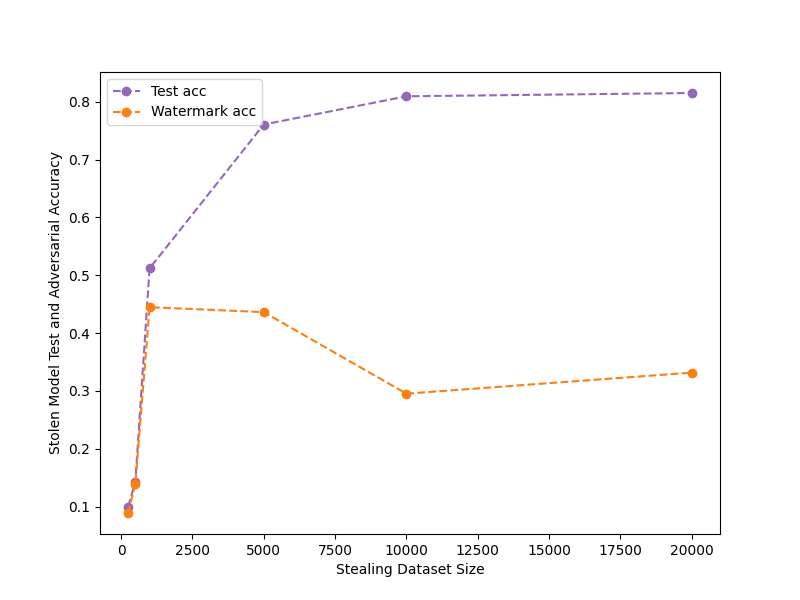 Test acc
Watermark acc
0.8
0.7
0.6
0.5
0.4
0.3
0.2
0.1
Stolen Model Test and Adversarial Accuracy
0 2500 5000 7500 10000 12500 15000 17500 20000
Stealing Dataset Size